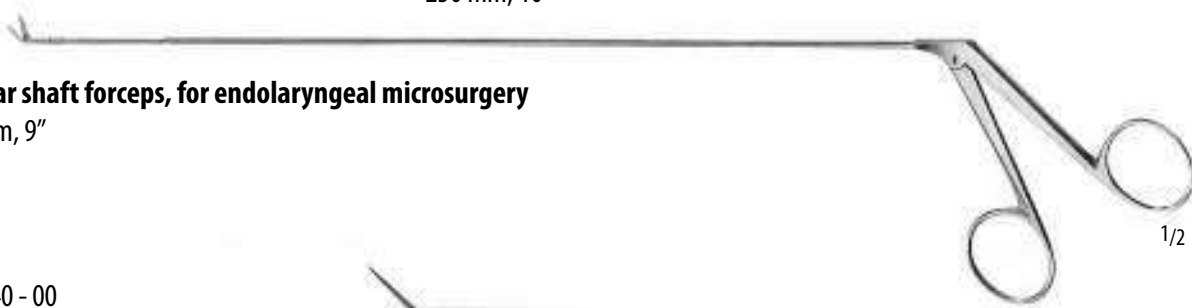 ar shaft forceps, for endolaryngeal microsurgery
m, 9”
1/2
0 - 00